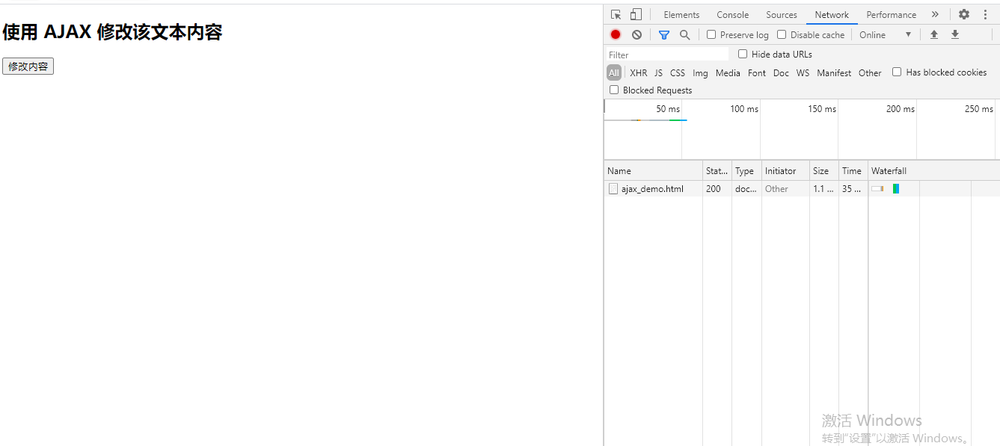 使用 AJAX 修改该文本内容
修改内容
Elements Console Sources Network Performance »
Preserve log Disable cache Online ▼
Filter Hide data URLs
All XHR JS CSS Img Media Font Doc WS Manifest Other Has blocked cookies
Blocked Requests
50 ms 100 ms 150 ms 200 ms 250 ms
Name Stat... Type Initiator Size Time Waterfall
ajax_demo.html 200 doc... Other 1.1 ... 35 ...
激活 Windows
转到"设置"以激活 Windows。